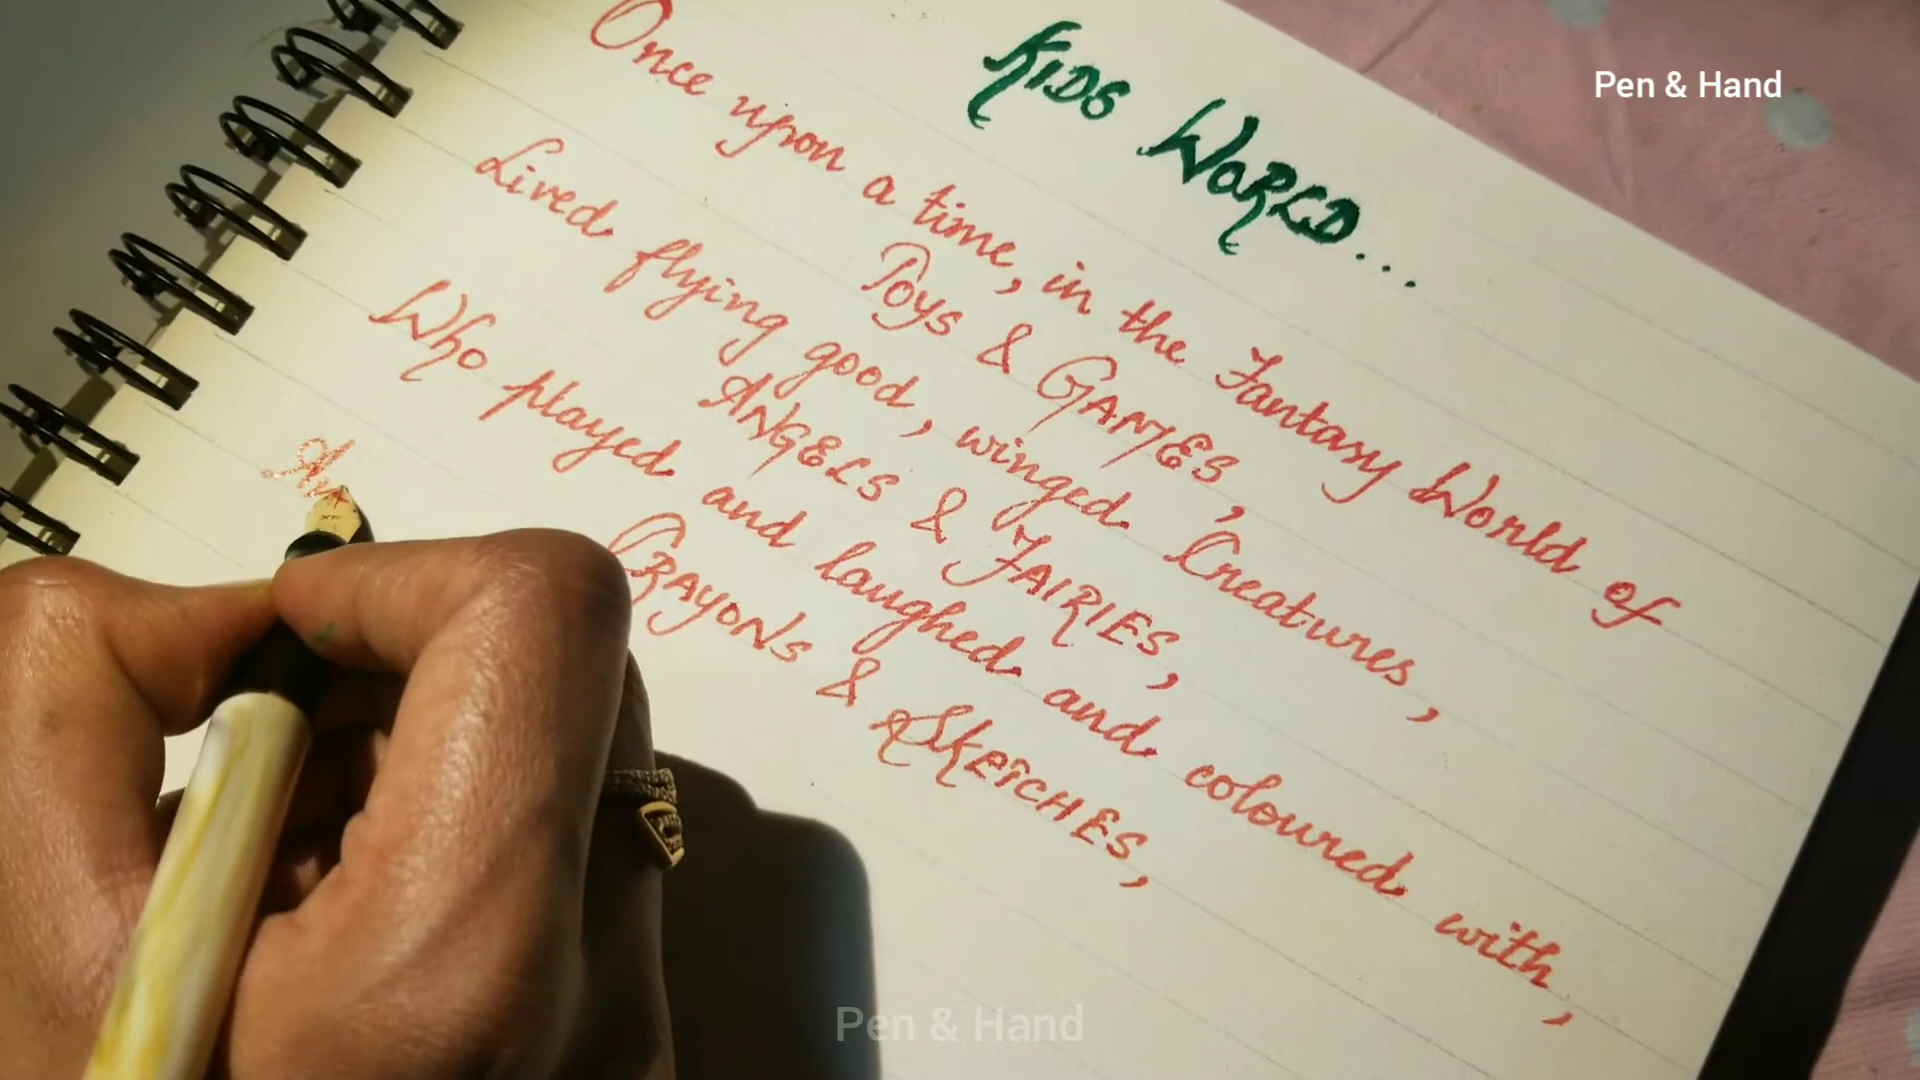 Pen & Hand
KIDS WORLD...
Once upon a time, in the Fantasy World of
Toys & GAMES,
Lived flying good, winged Creatures,
ANGELS & FAIRIES,
Who played and laughed and coloured with,
CRAYONS & SKETCHES,
Pen & Hand